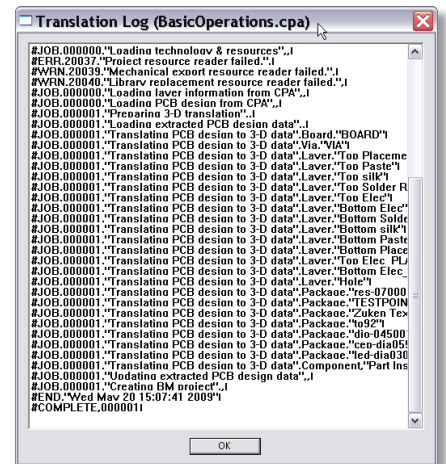 Translation Log (BasicOperations.cpa)
#JOB.000000."Loading technology & resources",,I
#ERR.20037."Project resource reader failed."!
#WRN.20039."Mechanical export resource reader failed."!
#WRN.20040."Library replacement resource reader failed."!
#JOB.000000."Loading layer information from CPA",,I
#JOB.000001."Loading PCB design from CPA",,I
#JOB.000001."Preparing 3-D translation"..I
#JOB.000001."Loading extracted PCB design data"..I
#JOB.000001."Translating PCB design to 3-D data".Board."BOARD"!
#JOB.000001."Translating PCB design to 3-D data".Via."VIA"!
#JOB.000001."Translating PCB design to 3-D data".Layer."Top Placeme
#JOB.000001."Translating PCB design to 3-D data".Layer."Top Paste"!
#JOB.000001."Translating PCB design to 3-D data".Layer."Top silk"!
#JOB.000001."Translating PCB design to 3-D data".Layer."Top Solder R
#JOB.000001."Translating PCB design to 3-D data".Layer."Top Elec"!
#JOB.000001."Translating PCB design to 3-D data".Layer."Bottom Elec"!
#JOB.000001."Translating PCB design to 3-D data".Layer."Bottom Solde
#JOB.000001."Translating PCB design to 3-D data".Layer."Bottom silk"!
#JOB.000001."Translating PCB design to 3-D data".Layer."Bottom Paste
#JOB.000001."Translating PCB design to 3-D data".Layer."Bottom Place
#JOB.000001."Translating PCB design to 3-D data".Layer."Top Elec_PLA
#JOB.000001."Translating PCB design to 3-D data".Layer."Bottom Elec_
#JOB.000001."Translating PCB design to 3-D data".Layer."Hole"!
#JOB.000001."Translating PCB design to 3-D data".Package."res-07000
#JOB.000001."Translating PCB design to 3-D data".Package."TESTPOIN
#JOB.000001."Translating PCB design to 3-D data".Package."Zuken Tex
#JOB.000001."Translating PCB design to 3-D data".Package."to92"!
#JOB.000001."Translating PCB design to 3-D data".Package."dio-04500
#JOB.000001."Translating PCB design to 3-D data".Package."cep-dia05
#JOB.000001."Translating PCB design to 3-D data".Package."led-dia030
#JOB.000001."Translating PCB design to 3-D data".Component,"Part Ins
#JOB.000001."Updating extracted PCB design data",,I
#JOB.000001."Creating BM project",,I
#END."Wed May 20 15:07:41 2009"!
#COMPLETE,000001I
OK